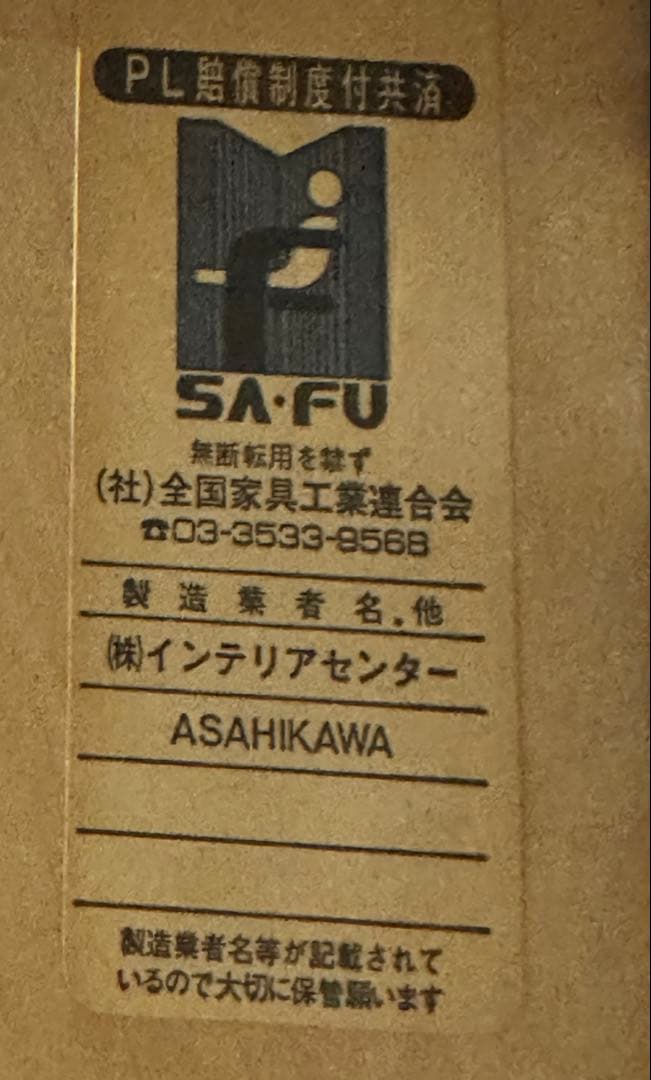 PL賠償制度付共済
SA・FU
無断転用を禁ず
(社)全国家具工業連合会
☎03-3533-8568
製造業者名.他
㈱インテリアセンター
ASAHIKAWA
製造業者名等が記載されて
いるので大切に保管願います